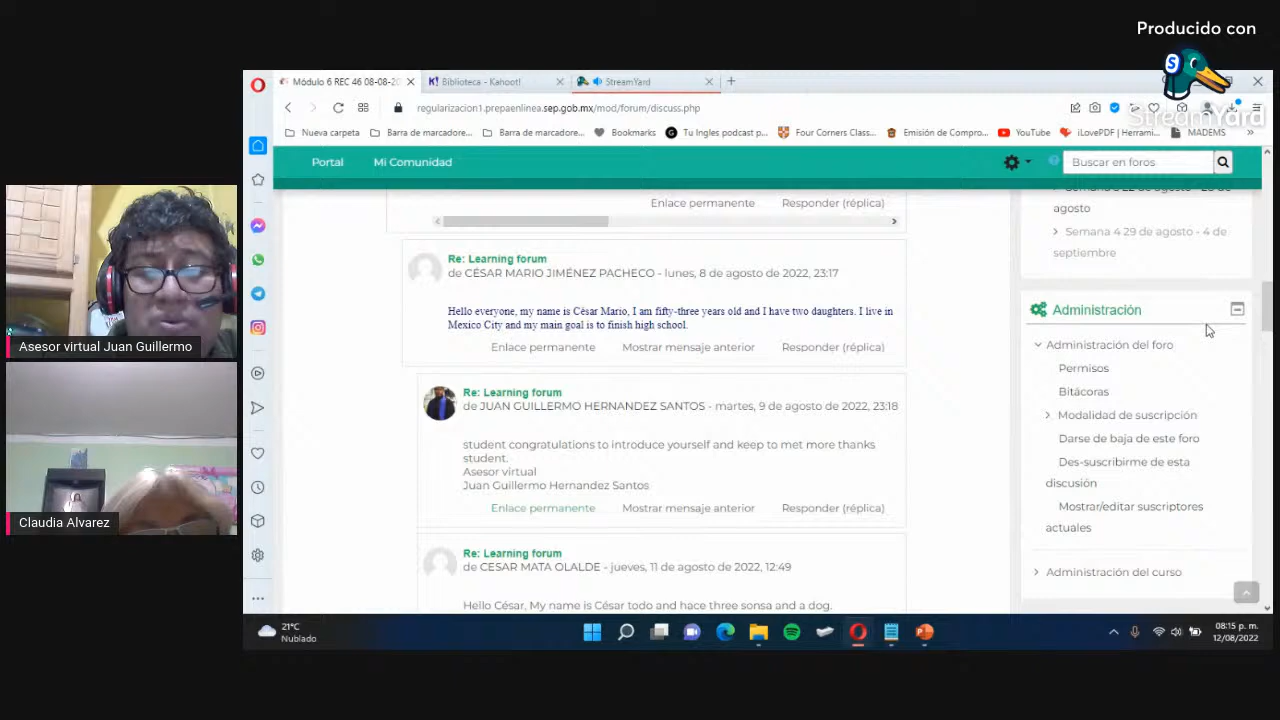 Producido con
StreamYard
Módulo 6 REC 46 08-08-20
Biblioteca - Kahoot!
StreamYard
regularizacion1.prepaenlinea.sep.gob.mx/mod/forum/discuss.php
Nueva carpeta
Barra de marcadore...
Barra de marcadore...
Bookmarks
Tu Ingles podcast p...
Four Corners Class...
Emisión de Compro...
YouTube
iLovePDF | Herrami...
MADEMS
Portal
Mi Comunidad
Buscar en foros
Enlace permanente
Responder (réplica)
Re: Learning forum
de CÉSAR MARIO JIMÉNEZ PACHECO - lunes, 8 de agosto de 2022, 23:17
Hello everyone, my name is Cèsar Mario, I am fifty-three years old and I have two daughters. I live in
Mexico City and my main goal is to finish high school.
Enlace permanente
Mostrar mensaje anterior
Responder (réplica)
Re: Learning forum
de JUAN GUILLERMO HERNANDEZ SANTOS - martes, 9 de agosto de 2022, 23:18
student congratulations to introduce yourself and keep to met more thanks
student.
Asesor virtual
Juan Guillermo Hernandez Santos
Enlace permanente
Mostrar mensaje anterior
Responder (réplica)
Re: Learning forum
de CESAR MATA OLALDE - jueves, 11 de agosto de 2022, 12:49
Hello César, My name is César todo and hace three sonsa and a dog.
agosto
Semana 4 29 de agosto - 4 de
septiembre
Administración
Administración del foro
Permisos
Bitácoras
Modalidad de suscripción
Darse de baja de este foro
Des-suscribirme de esta
discusión
Mostrar/editar suscriptores
actuales
Administración del curso
Asesor virtual Juan Guillermo
Claudia Alvarez
21°C
Nublado
08:15 p. m.
12/08/2022